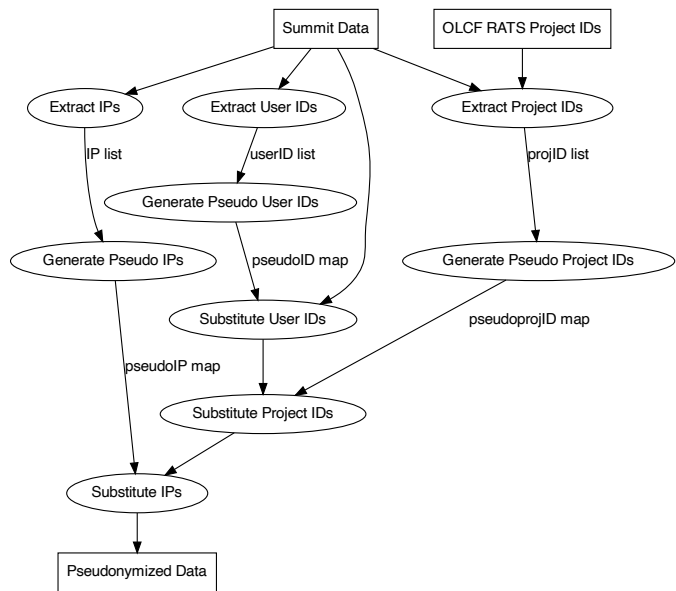 Summit Data
OLCF RATS Project IDs
Extract IPs
Extract User IDs
Extract Project IDs
IP list
userID list
projID list
Generate Pseudo User IDs
Generate Pseudo IPs
pseudoID map
Generate Pseudo Project IDs
Substitute User IDs
pseudoprojID map
pseudoIP map
Substitute Project IDs
Substitute IPs
Pseudonymized Data